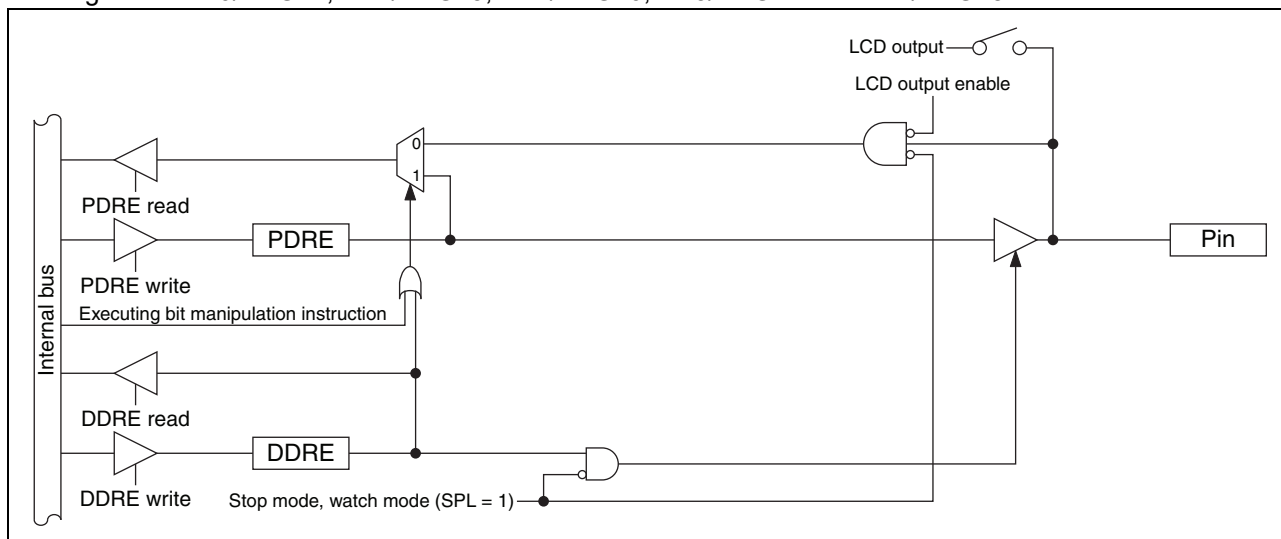 LCD output
LCD output enable
0
1
PDRE read
PDRE
Pin
PDRE write
Executing bit manipulation instruction
Internal bus
DDRE read
DDRE
DDRE write
Stop mode, watch mode (SPL = 1)